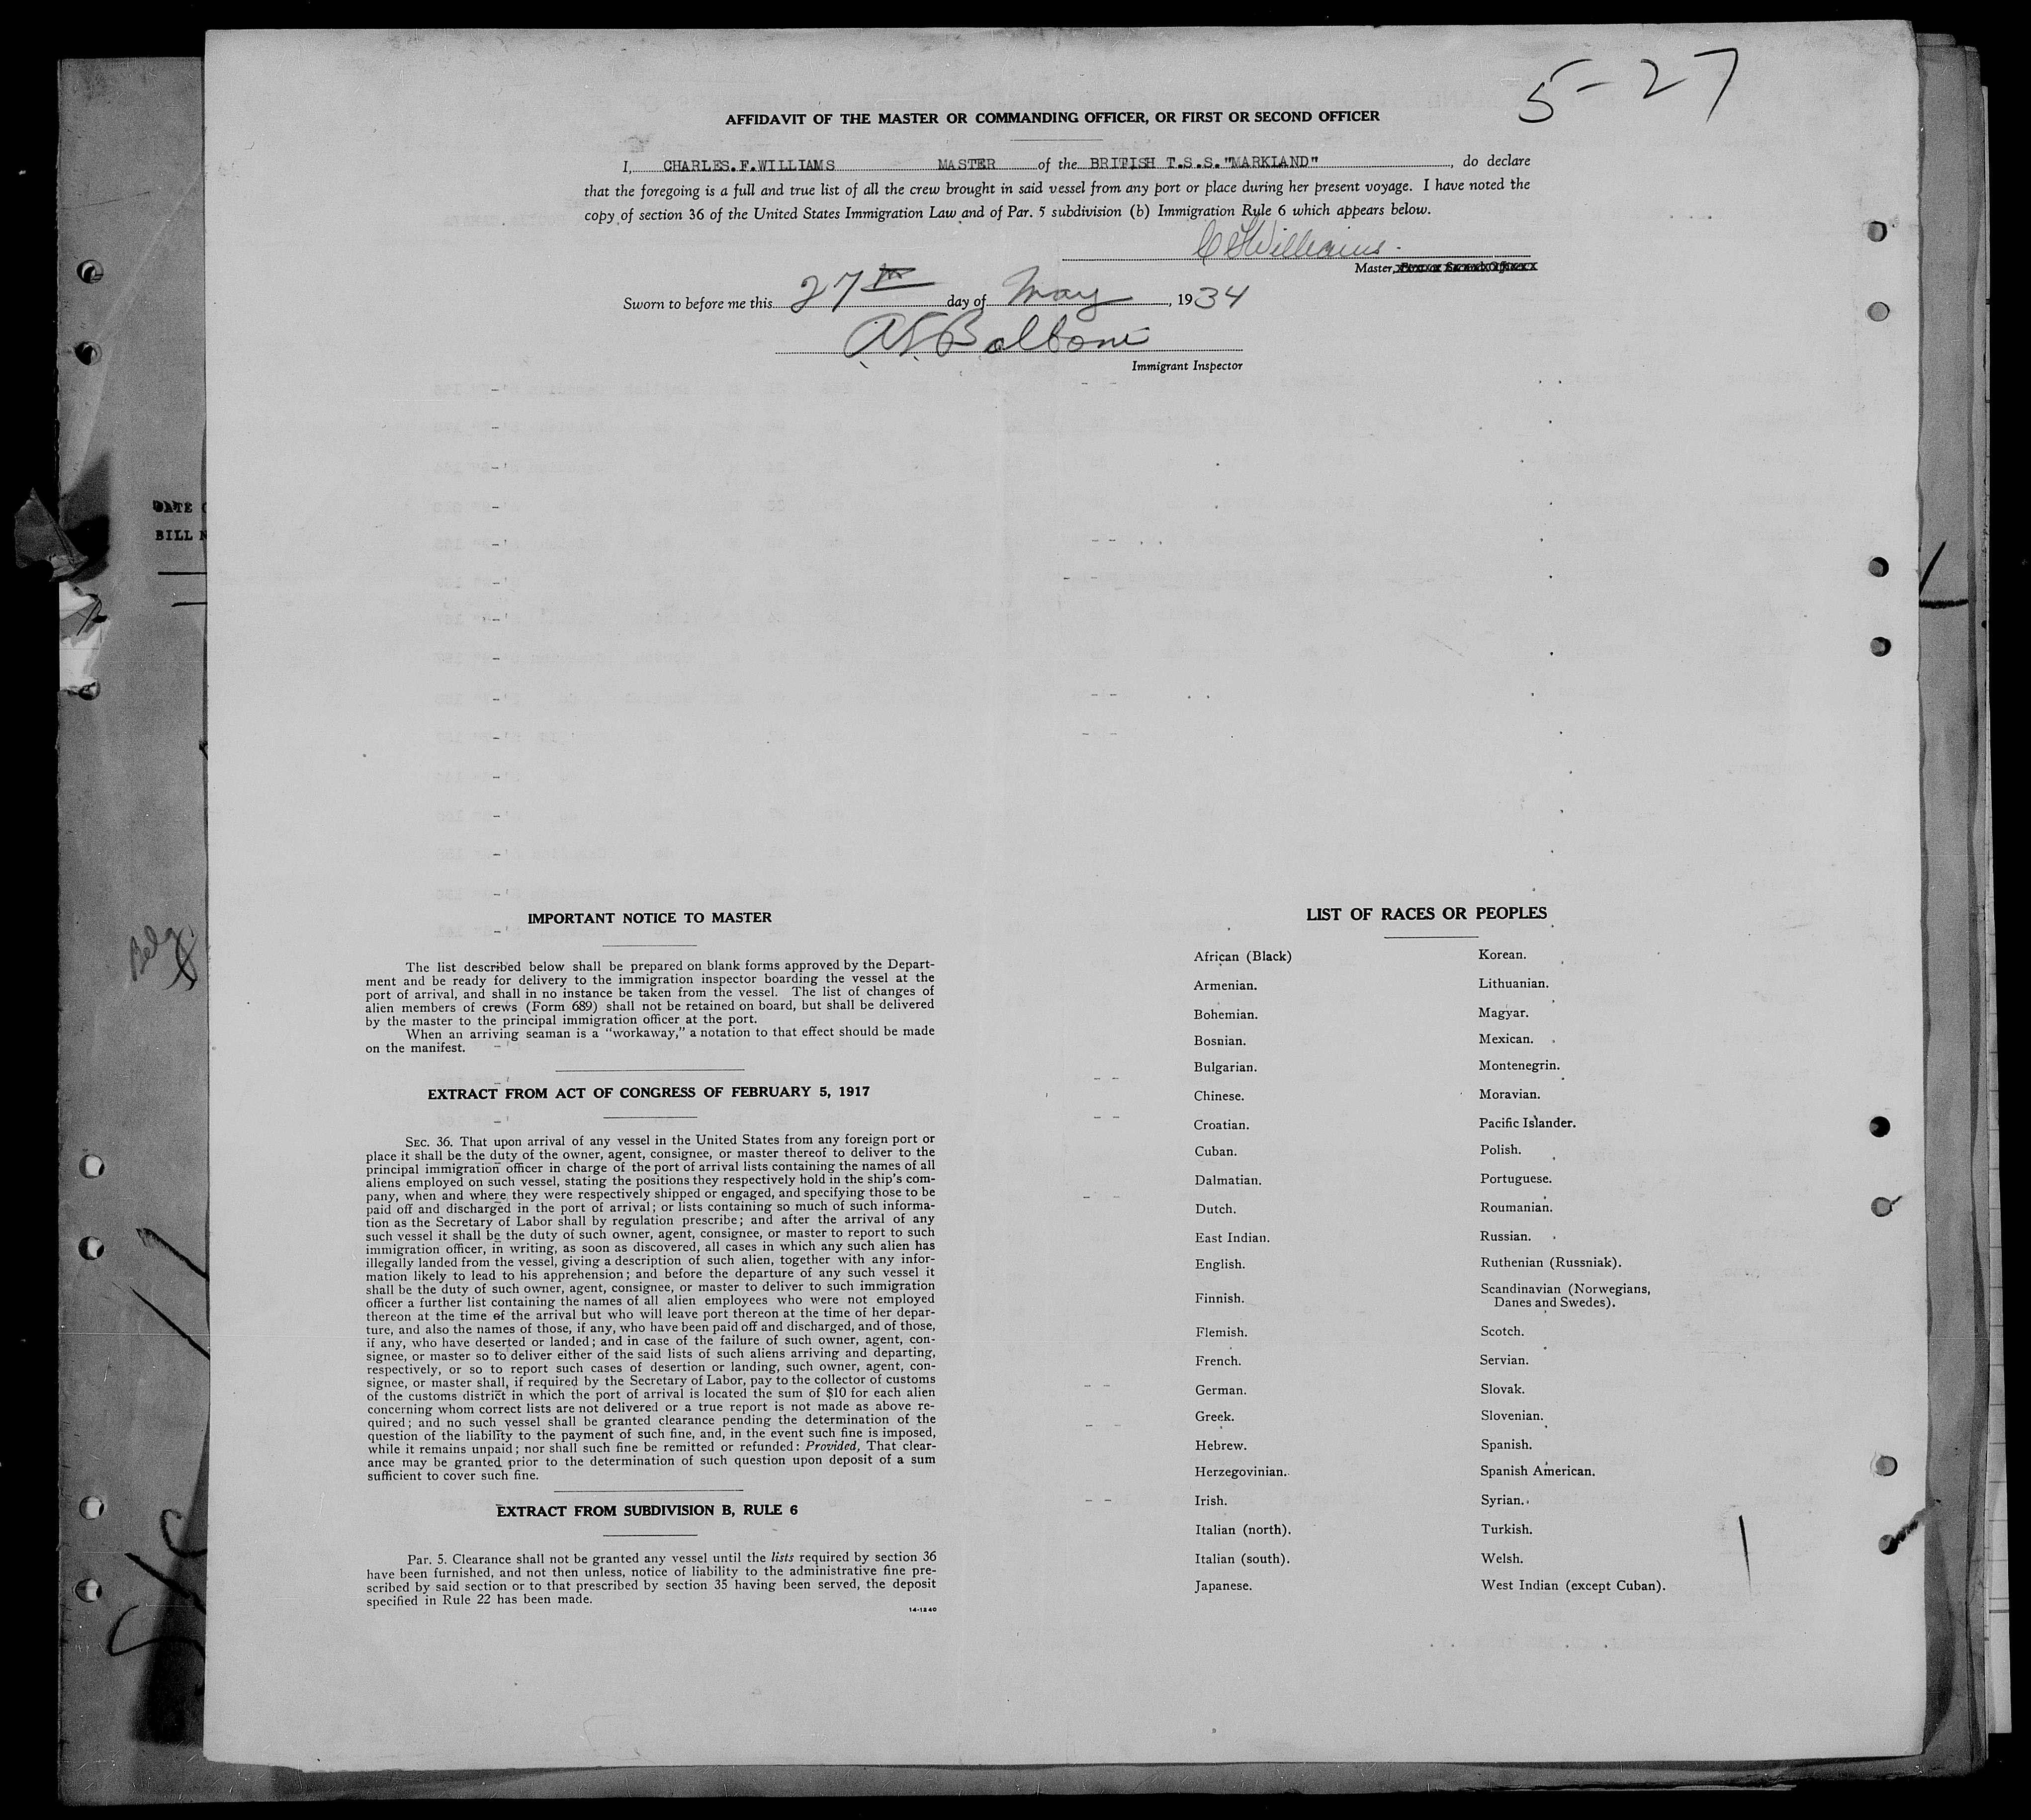 5-27
AFFIDAVIT OF THE MASTER OR COMMANDING OFFICER, OR FIRST OR SECOND OFFICER
I, CHARLES.F.WILLIAMS MASTER of the BRITISH T.S.S."MARKLAND", do declare
that the foregoing is a full and true list of all the crew brought in said vessel from any port or place during her present voyage. I have noted the
copy of section 36 of the United States Immigration Law and of Par. 5 subdivision (b) Immigration Rule 6 which appears below.
C F Williams.
Master, First or Second Officer
Sworn to before me this 27th day of May, 1934
Balboni
Immigrant Inspector
DATE
BILL
Belg.
IMPORTANT NOTICE TO MASTER
The list described below shall be prepared on blank forms approved by the Depart-
ment and be ready for delivery to the immigration inspector boarding the vessel at the
port of arrival, and shall in no instance be taken from the vessel. The list of changes of
alien members of crews (Form 689) shall not be retained on board, but shall be delivered
by the master to the principal immigration officer at the port.
When an arriving seaman is a "workaway," a notation to that effect should be made
on the manifest.
EXTRACT FROM ACT OF CONGRESS OF FEBRUARY 5, 1917
SEC. 36. That upon arrival of any vessel in the United States from any foreign port or
place it shall be the duty of the owner, agent, consignee, or master thereof to deliver to the
principal immigration officer in charge of the port of arrival lists containing the names of all
aliens employed on such vessel, stating the positions they respectively hold in the ship's com-
pany, when and where they were respectively shipped or engaged, and specifying those to be
paid off and discharged in the port of arrival; or lists containing so much of such informa-
tion as the Secretary of Labor shall by regulation prescribe; and after the arrival of any
such vessel it shall be the duty of such owner, agent, consignee, or master to report to such
immigration officer, in writing, as soon as discovered, all cases in which any such alien has
illegally landed from the vessel, giving a description of such alien, together with any infor-
mation likely to lead to his apprehension; and before the departure of any such vessel it
shall be the duty of such owner, agent, consignee, or master to deliver to such immigration
officer a further list containing the names of all alien employees who were not employed
thereon at the time of the arrival but who will leave port thereon at the time of her depar-
ture, and also the names of those, if any, who have been paid off and discharged, and of those,
if any, who have deserted or landed; and in case of the failure of such owner, agent, con-
signee, or master so to deliver either of the said lists of such aliens arriving and departing,
respectively, or so to report such cases of desertion or landing, such owner, agent, con-
signee, or master shall, if required by the Secretary of Labor, pay to the collector of customs
of the customs district in which the port of arrival is located the sum of $10 for each alien
concerning whom correct lists are not delivered or a true report is not made as above re-
quired; and no such vessel shall be granted clearance pending the determination of the
question of the liability to the payment of such fine, and, in the event such fine is imposed,
while it remains unpaid; nor shall such fine be remitted or refunded: Provided, That clear-
ance may be granted prior to the determination of such question upon deposit of a sum
sufficient to cover such fine.
EXTRACT FROM SUBDIVISION B, RULE 6
Par. 5. Clearance shall not be granted any vessel until the lists required by section 36
have been furnished, and not then unless, notice of liability to the administrative fine pre-
scribed by said section or to that prescribed by section 35 having been served, the deposit
specified in Rule 22 has been made.
14-1240
LIST OF RACES OR PEOPLES
African (Black)
Armenian.
Bohemian.
Bosnian.
Bulgarian.
Chinese.
Croatian.
Cuban.
Dalmatian.
Dutch.
East Indian.
English.
Finnish.
Flemish.
French.
German.
Greek.
Hebrew.
Herzegovinian.
Irish.
Italian (north).
Italian (south).
Japanese.
Korean.
Lithuanian.
Magyar.
Mexican.
Montenegrin.
Moravian.
Pacific Islander.
Polish.
Portuguese.
Roumanian.
Russian.
Ruthenian (Russniak).
Scandinavian (Norwegians,
Danes and Swedes).
Scotch.
Servian.
Slovak.
Slovenian.
Spanish.
Spanish American.
Syrian.
Turkish.
Welsh.
West Indian (except Cuban).